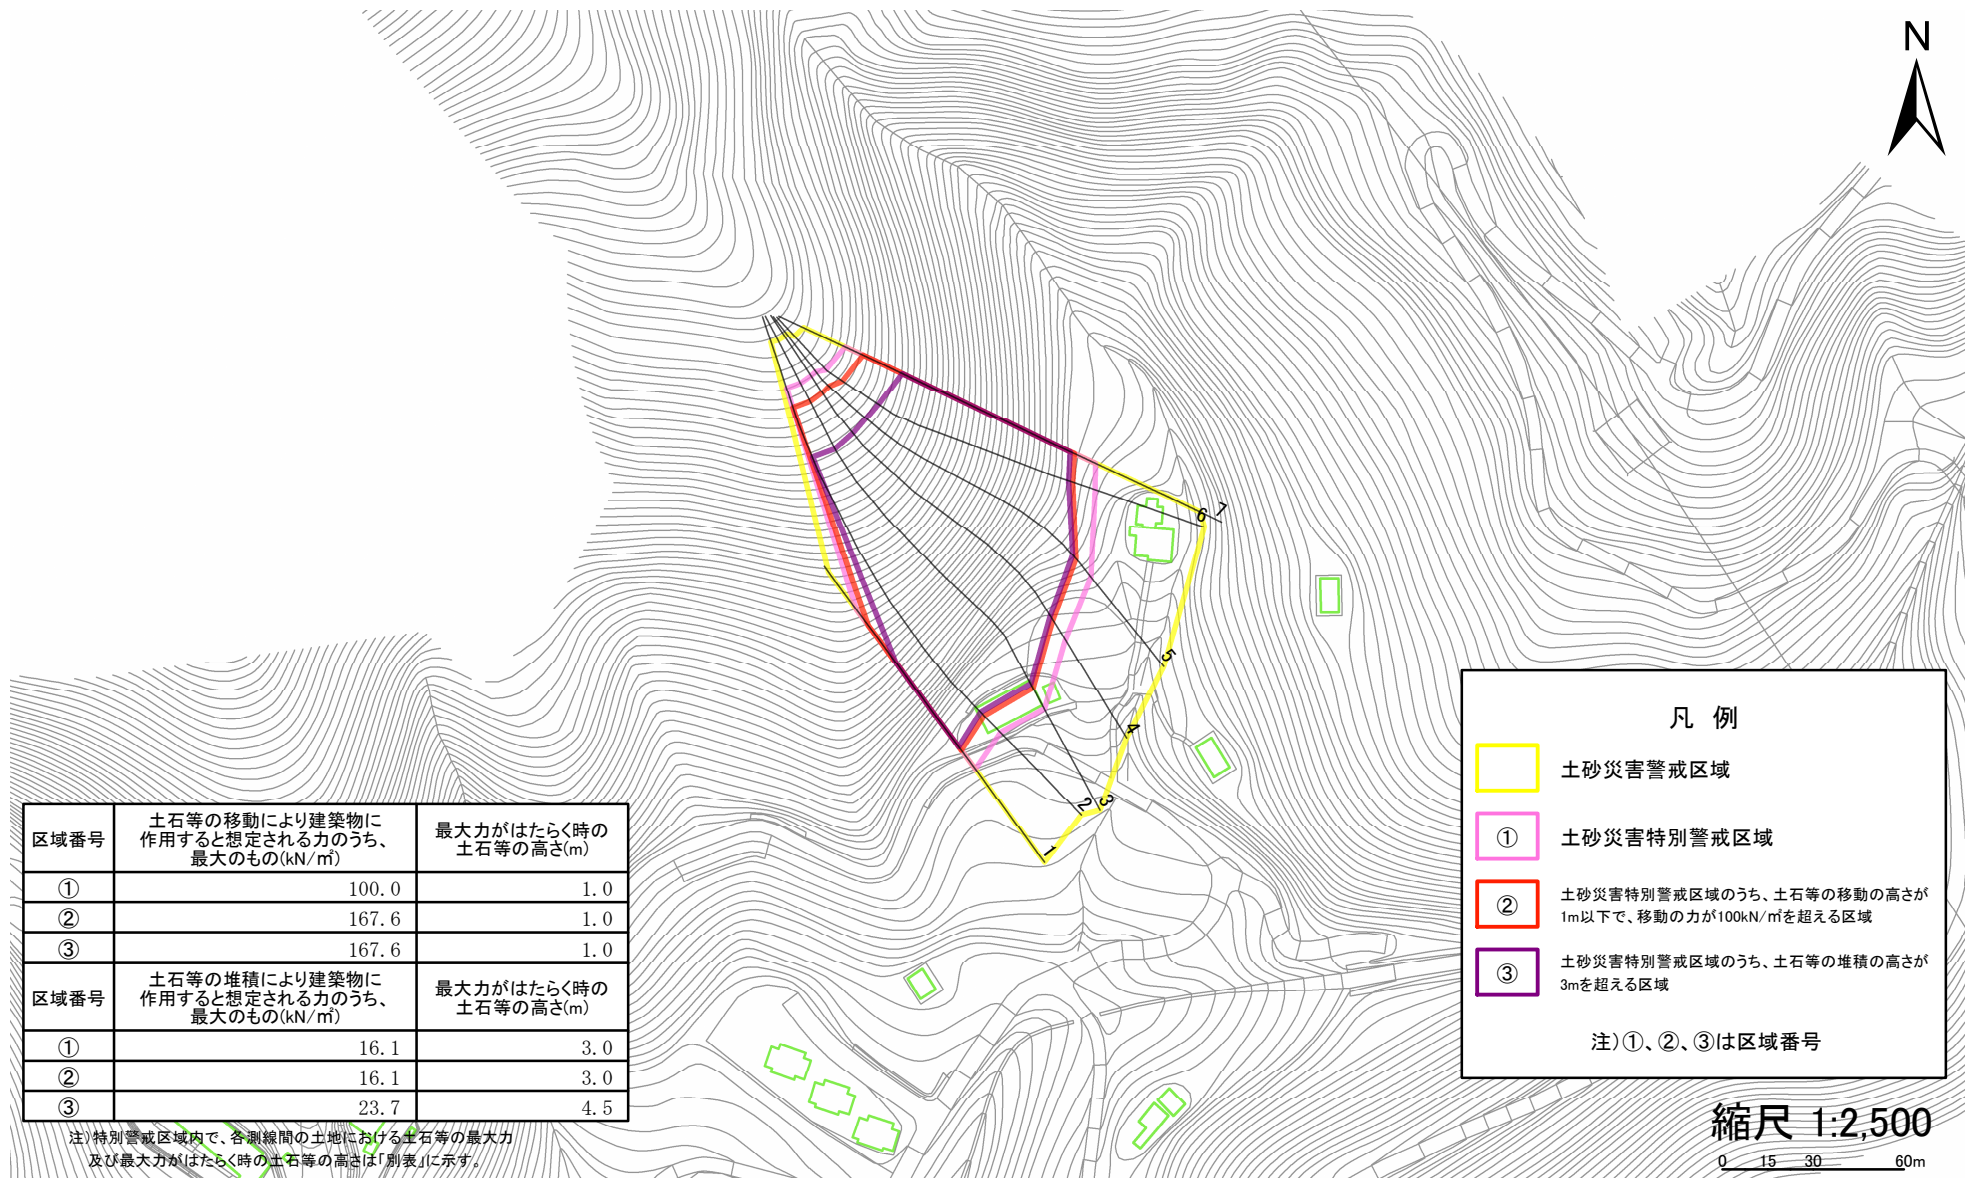 N
7
6
5
4
3
2
1
凡 例
土砂災害警戒区域
① 土砂災害特別警戒区域
② 土砂災害特別警戒区域のうち、土石等の移動の高さが
1m以下で、移動の力が100kN/㎡を超える区域
③ 土砂災害特別警戒区域のうち、土石等の堆積の高さが
3mを超える区域
注)①、②、③は区域番号
区域番号 土石等の移動により建築物に
作用すると想定される力のうち、
最大のもの(kN/㎡) 最大力がはたらく時の
土石等の高さ(m)
① 100.0 1.0
② 167.6 1.0
③ 167.6 1.0
区域番号 土石等の堆積により建築物に
作用すると想定される力のうち、
最大のもの(kN/㎡) 最大力がはたらく時の
土石等の高さ(m)
① 16.1 3.0
② 16.1 3.0
③ 23.7 4.5
注)特別警戒区域内で、各測線間の土地における土石等の最大力
及び最大力がはたらく時の土石等の高さは「別表」に示す。
縮尺 1:2,500
0 15 30 60m